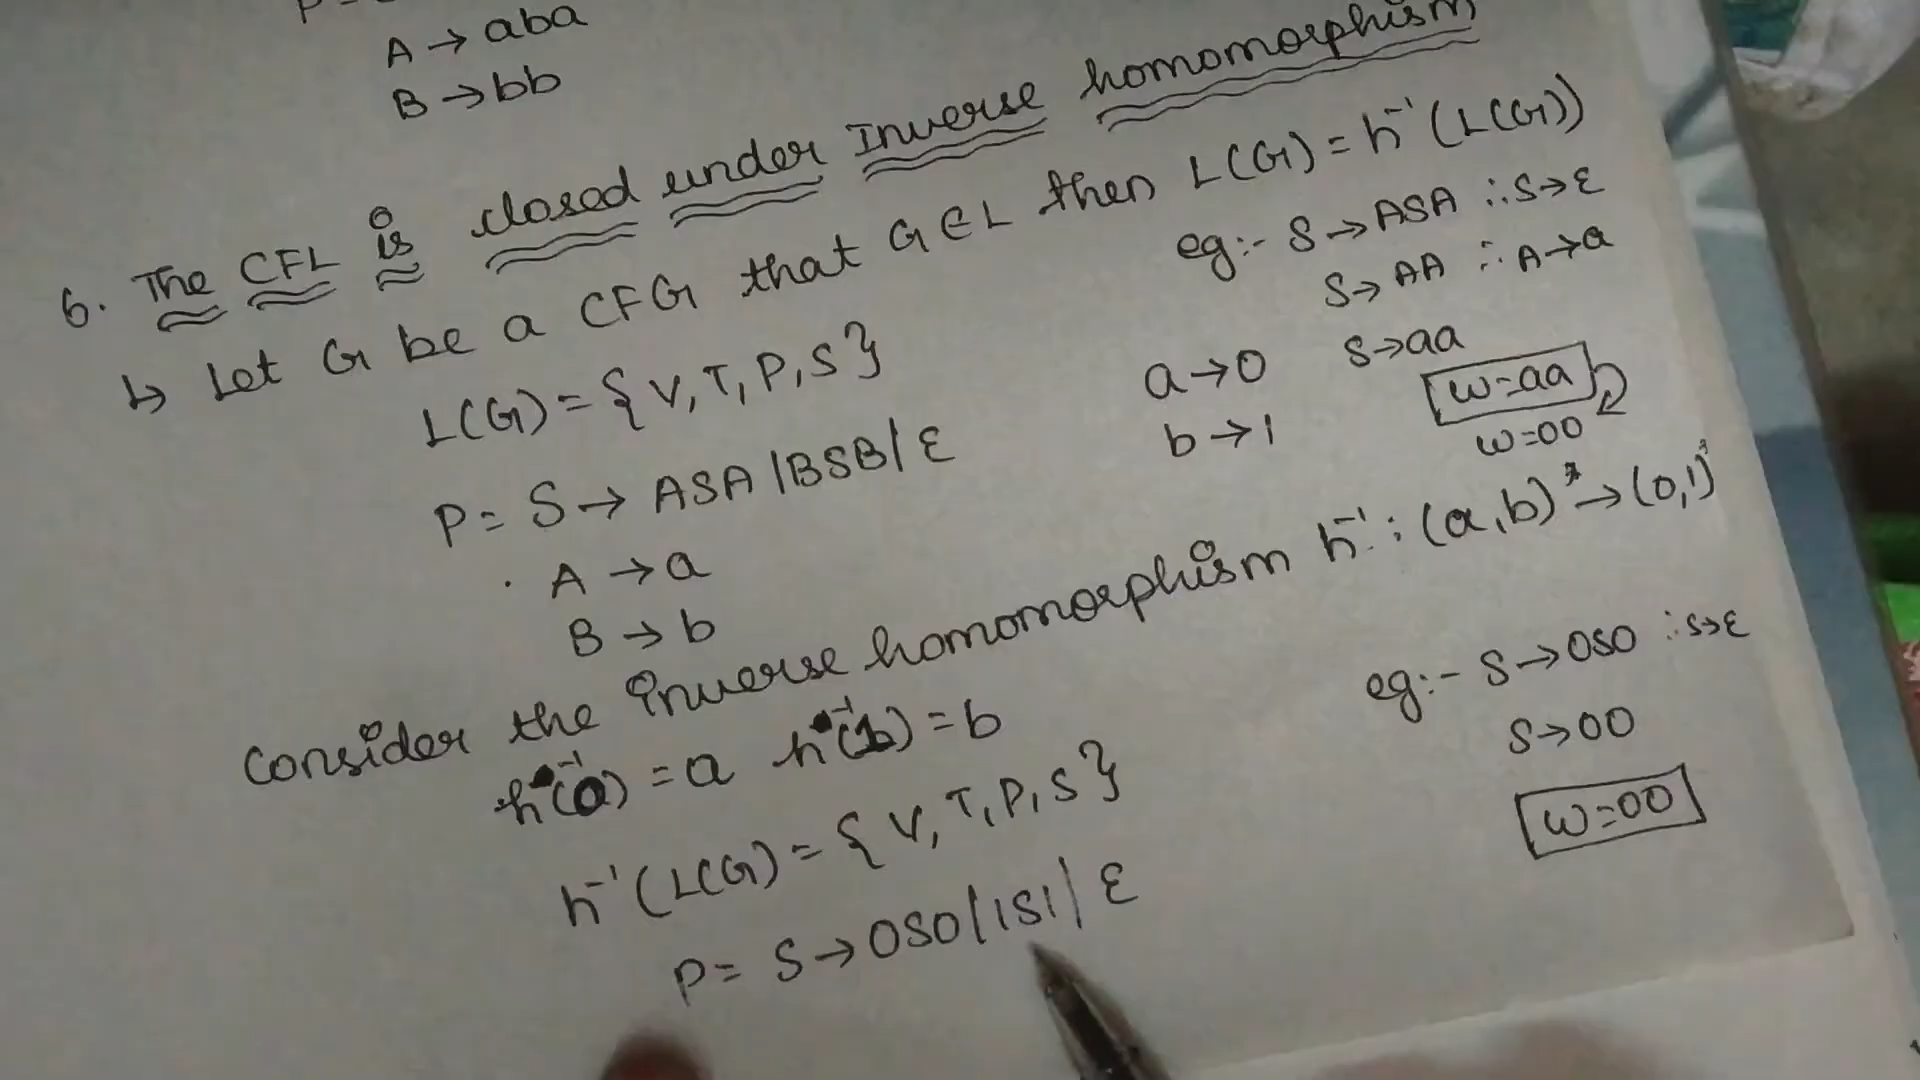 A → aba
B → bb
6. The CFL is closed under Inverse homomorphism
↳ Let G be a CFG that G ∈ L then L(G) = h⁻¹(L(G))
L(G) = { V, T, P, S }
P = S → ASA | BSB | ε
A → a
B → b
eg:- S → ASA ∵ S → ε
S → AA ∵ A → a
S → aa
w = aa
w = 00
a → 0
b → 1
Consider the inverse homomorphism h⁻¹ : (a, b)* → (0, 1)*
h⁻¹(0) = a h⁻¹(1) = b
h⁻¹(L(G) = { V, T, P, S }
P = S → 0S0 | 1S1 | ε
eg:- S → 0S0 ∵ S → ε
S → 00
w = 00